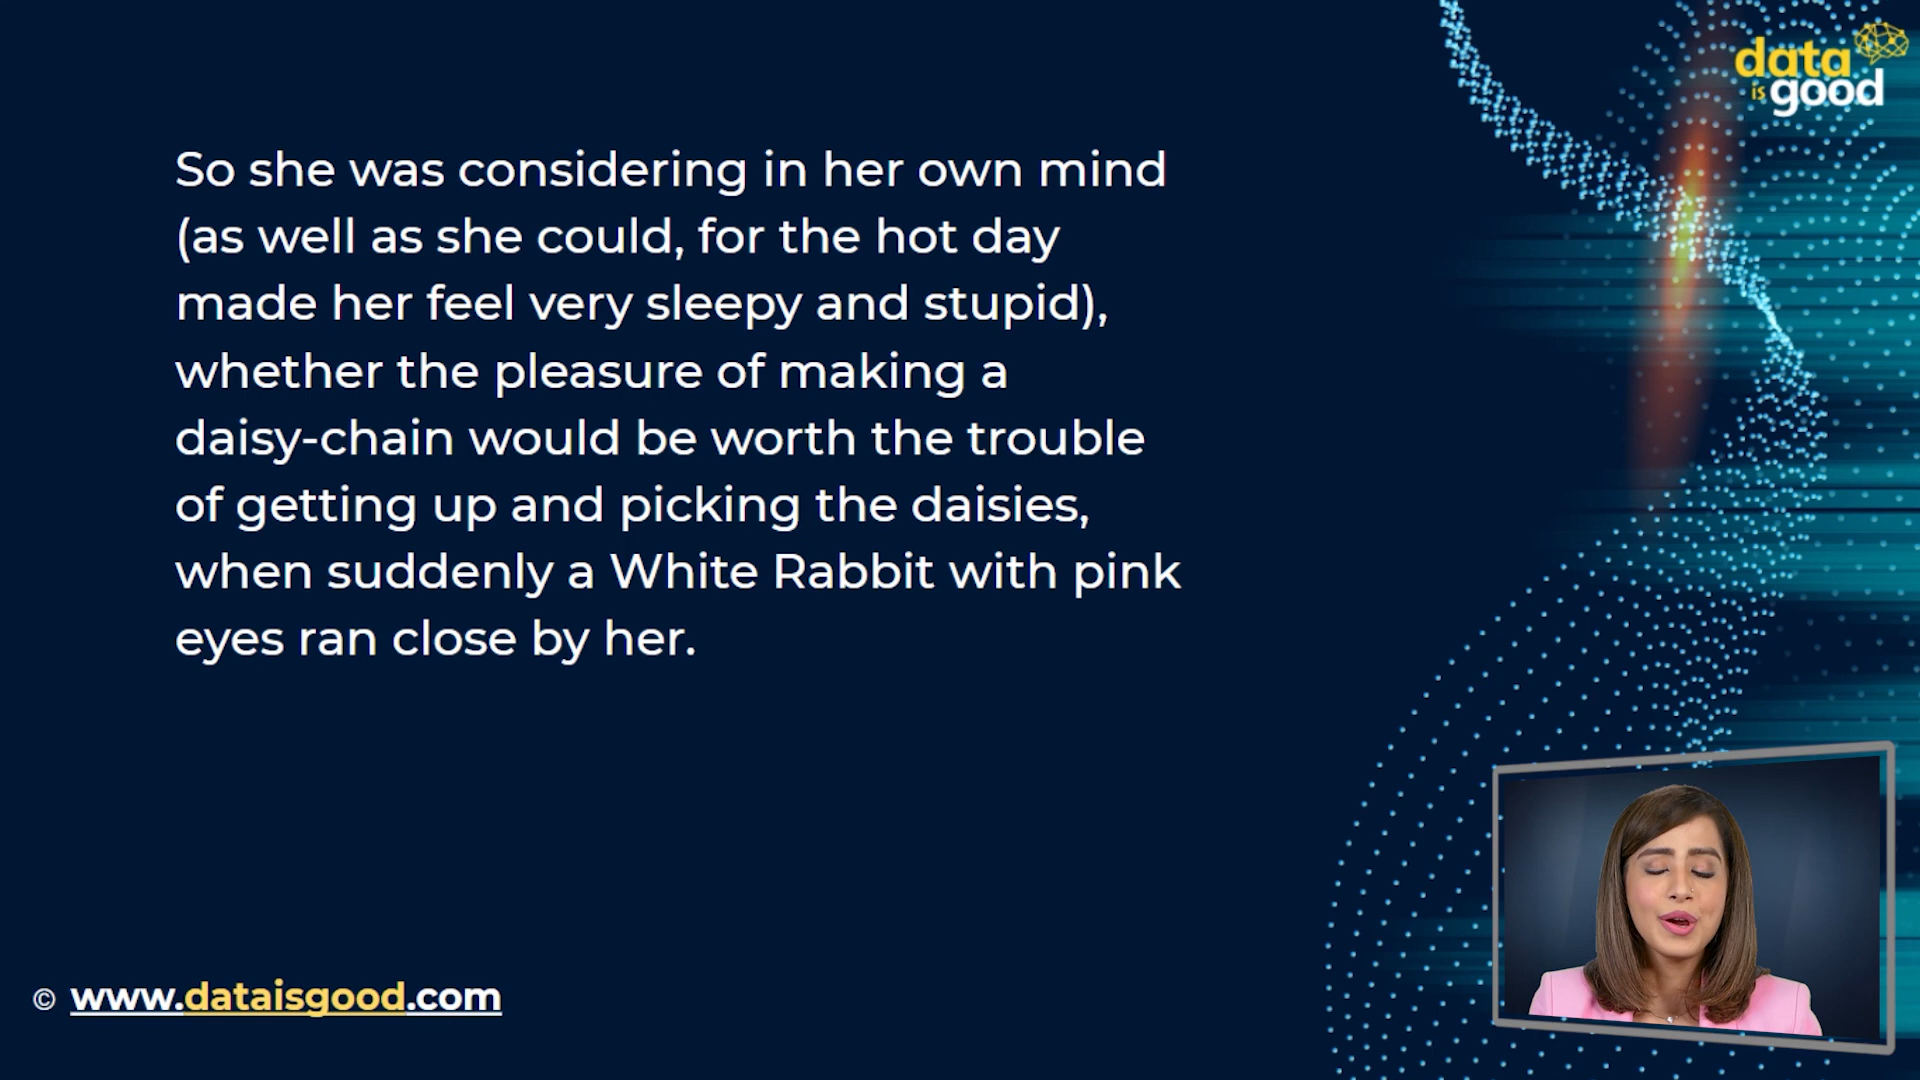 data
is good
So she was considering in her own mind
(as well as she could, for the hot day
made her feel very sleepy and stupid),
whether the pleasure of making a
daisy-chain would be worth the trouble
of getting up and picking the daisies,
when suddenly a White Rabbit with pink
eyes ran close by her.
© www.dataisgood.com